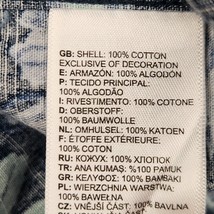 GB: SHELL: 100% COTTON
EXCLUSIVE OF DECORATION
E: ARMAZÓN: 100% ALGODÓN
P: TECIDO PRINCIPAL:
100% ALGODÃO
I: RIVESTIMENTO: 100% COTONE
D: OBERSTOFF:
100% BAUMWOLLE
NL: OMHULSEL: 100% KATOEN
F: ÉTOFFE EXTÉRIEURE:
100% COTON
RU: КОЖУХ: 100% ХЛОПОК
TR: ANA KUMAŞ: %100 PAMUK
GR: ΚΕΛΥΦΟΣ: 100% ΒΑΜΒΑΚΙ
PL: WIERZCHNIA WARSTWA:
100% BAWEŁNA
CZ: VNĚJŠÍ ČÁST: 100% BAVLNA